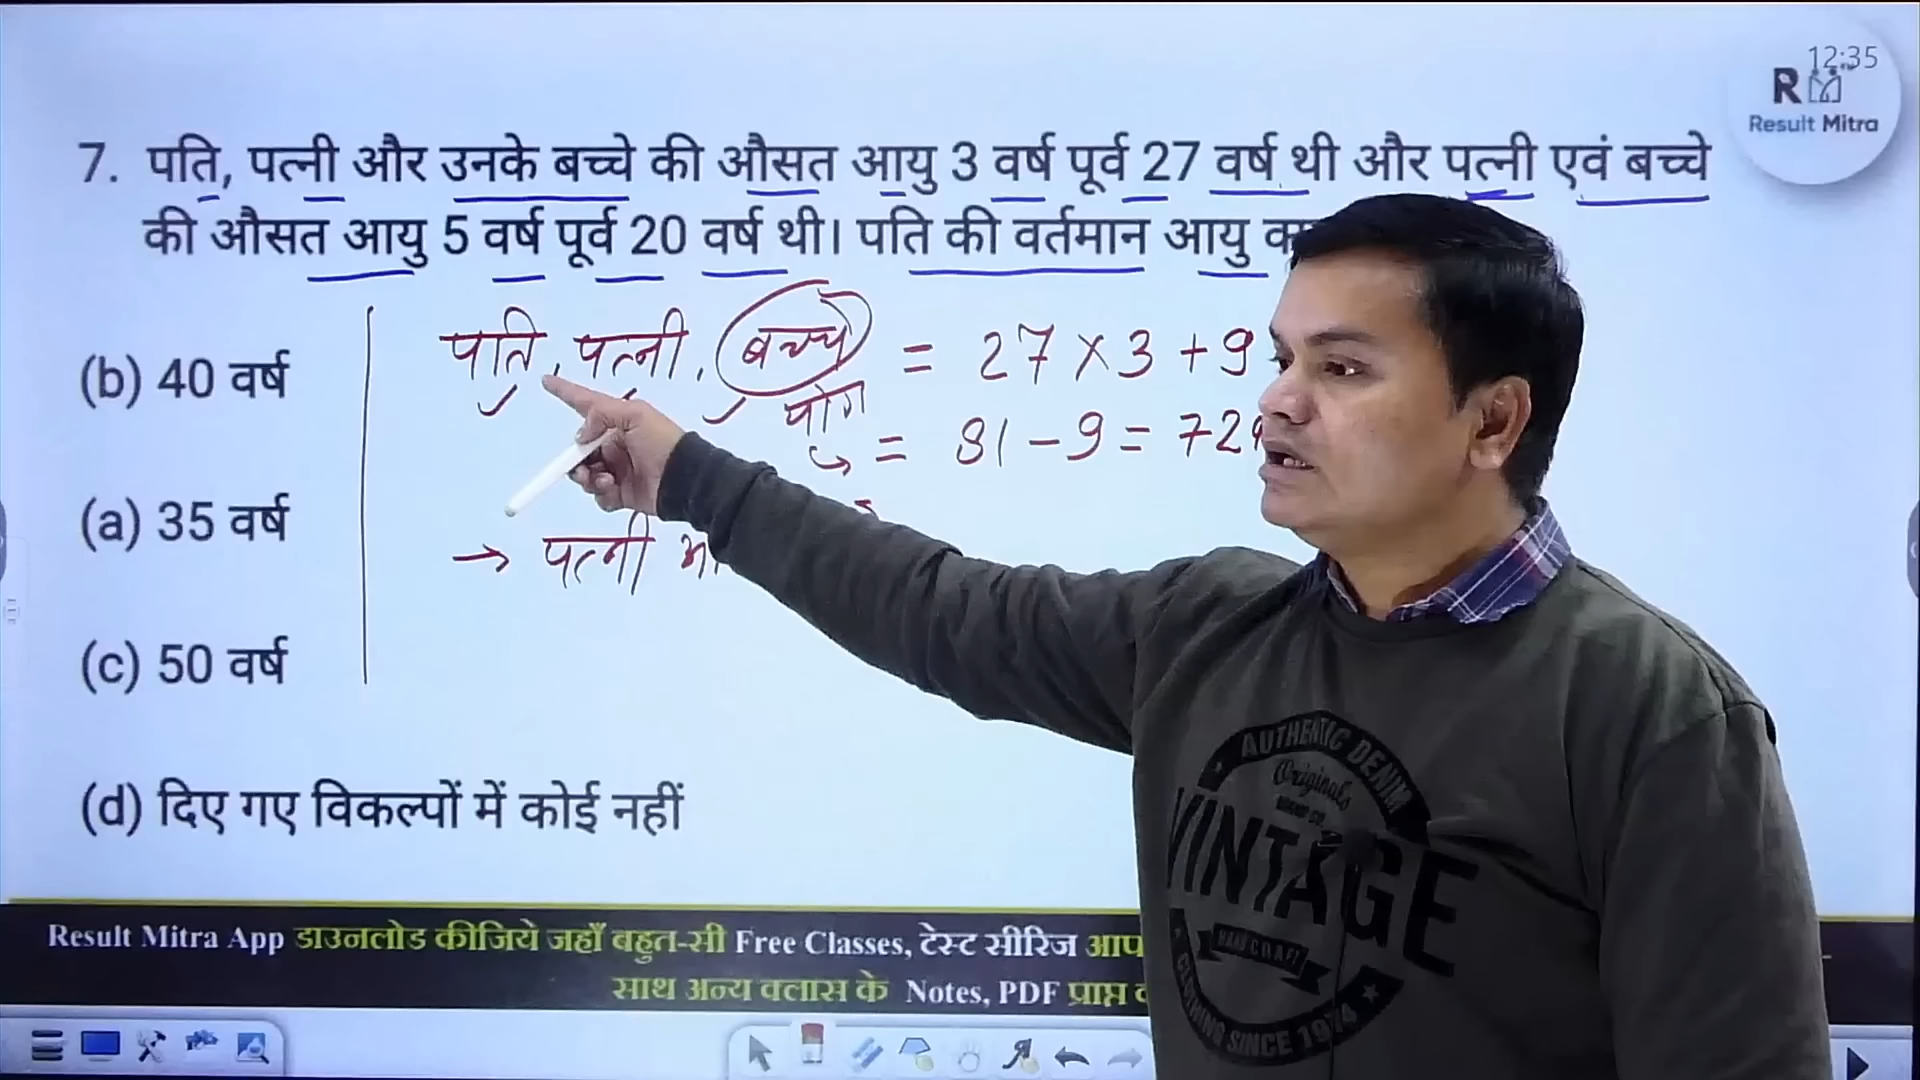 12:35
Result Mitra
7. पति, पत्नी और उनके बच्चे की औसत आयु 3 वर्ष पूर्व 27 वर्ष थी और पत्नी एवं बच्चे
की औसत आयु 5 वर्ष पूर्व 20 वर्ष थी। पति की वर्तमान आयु
पति, पत्नी, बच्चे = 27 × 3 + 9
योग
= 81 – 9 = 72
→ पत्नी
(b) 40 वर्ष
(a) 35 वर्ष
(c) 50 वर्ष
(d) दिए गए विकल्पों में कोई नहीं
AUTHENTIC DENIM
Originals
VINTAGE
HAND CRAFT
CLOTHING SINCE 1974
Result Mitra App डाउनलोड कीजिये जहाँ बहुत-सी Free Classes, टेस्ट सीरिज
साथ अन्य क्लास के Notes, PDF प्राप्त